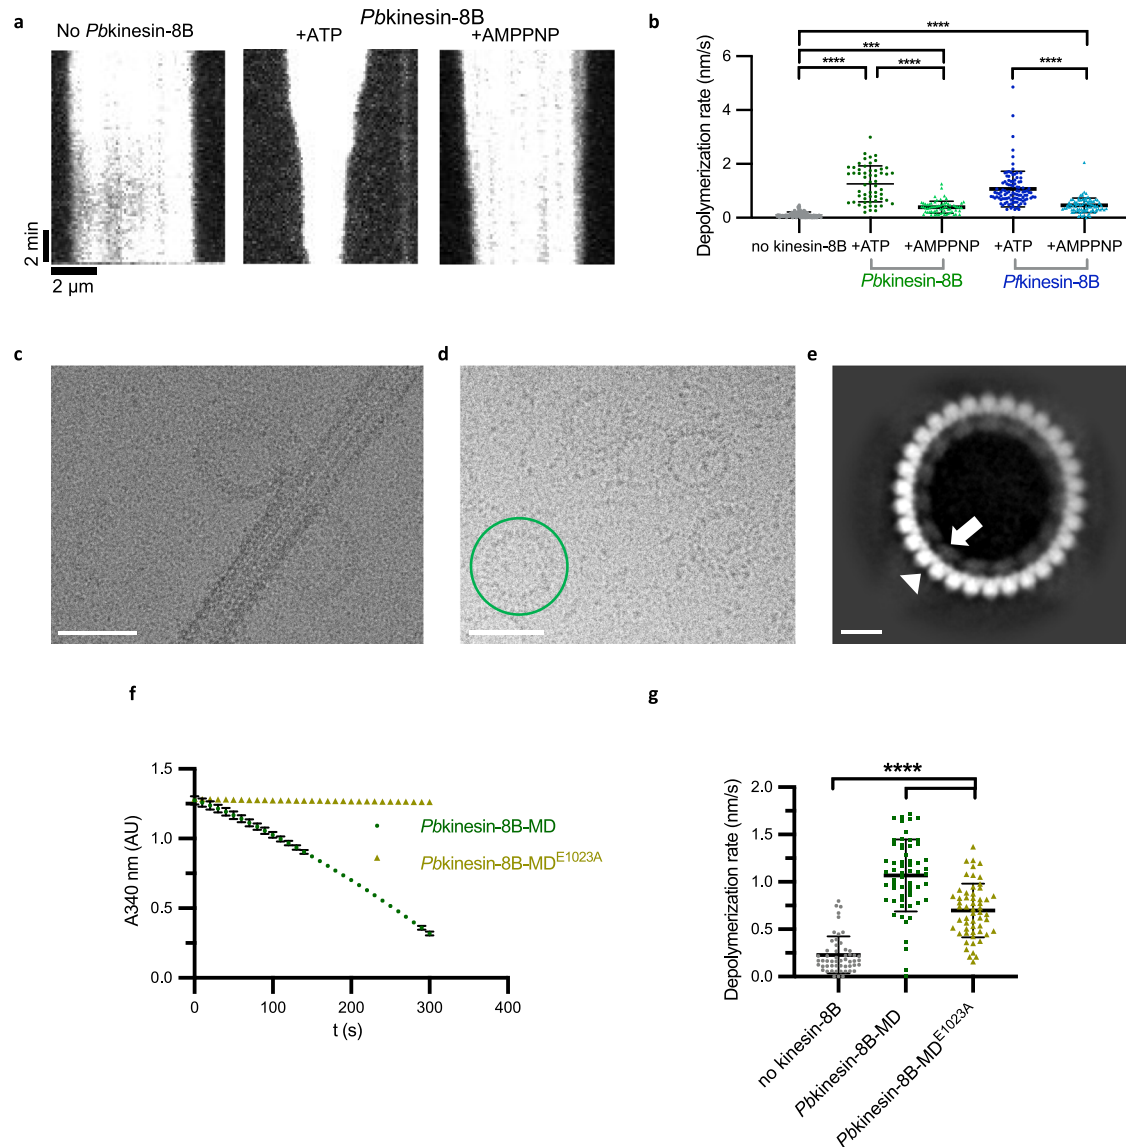 a
No Pbkinesin-8B
Pbkinesin-8B
+ATP
+AMPPNP
2 min
2 µm
b
Depolymerization rate (nm/s)
6
4
2
0
****
***
****
****
****
no kinesin-8B
+ATP
+AMPPNP
+ATP
+AMPPNP
Pbkinesin-8B
Pfkinesin-8B
c
d
e
f
A340 nm (AU)
1.5
1.0
0.5
0.0
0
100
200
300
400
t (s)
Pbkinesin-8B-MD
Pbkinesin-8B-MDE1023A
g
Depolymerization rate (nm/s)
2.0
1.5
1.0
0.5
0.0
****
no kinesin-8B
Pbkinesin-8B-MD
Pbkinesin-8B-MDE1023A